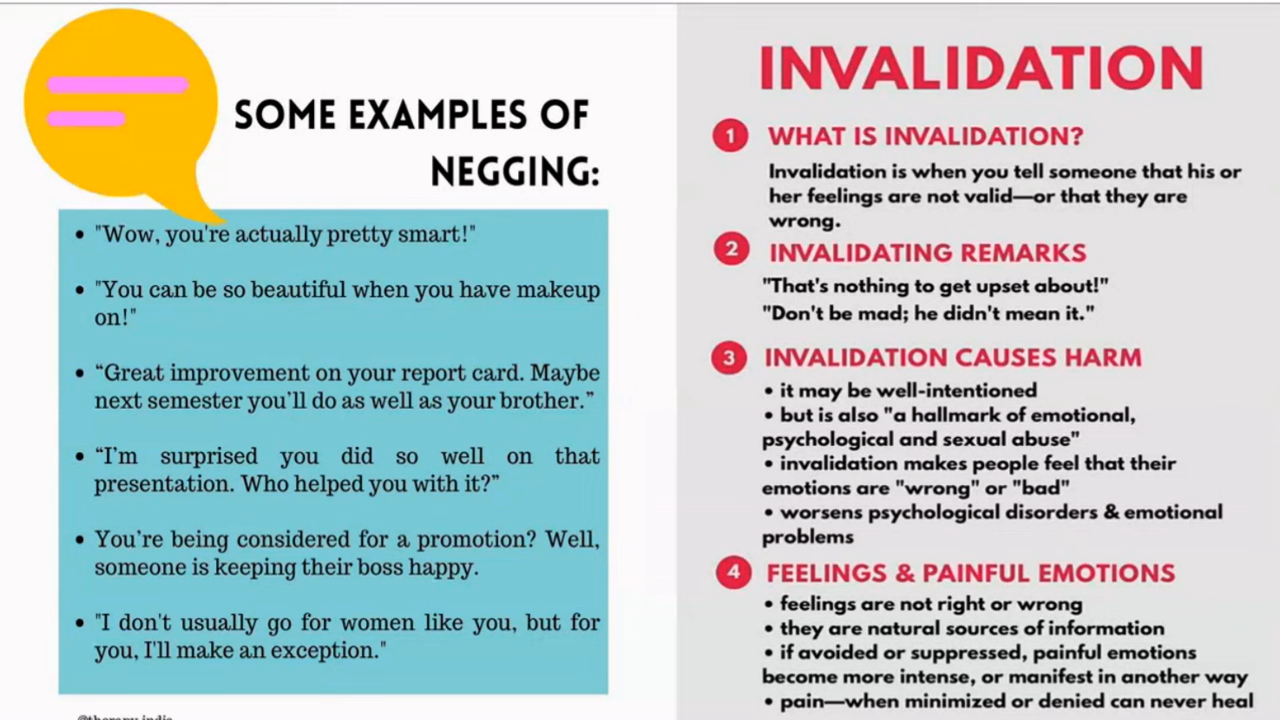 SOME EXAMPLES OF
NEGGING:
• "Wow, you're actually pretty smart!"
• "You can be so beautiful when you have makeup
on!"
• “Great improvement on your report card. Maybe
next semester you’ll do as well as your brother.”
• “I’m surprised you did so well on that
presentation. Who helped you with it?”
• You’re being considered for a promotion? Well,
someone is keeping their boss happy.
• "I don't usually go for women like you, but for
you, I'll make an exception."
INVALIDATION
1 WHAT IS INVALIDATION?
Invalidation is when you tell someone that his or
her feelings are not valid—or that they are
wrong.
2 INVALIDATING REMARKS
"That's nothing to get upset about!"
"Don't be mad; he didn't mean it."
3 INVALIDATION CAUSES HARM
• it may be well-intentioned
• but is also "a hallmark of emotional,
psychological and sexual abuse"
• invalidation makes people feel that their
emotions are "wrong" or "bad"
• worsens psychological disorders & emotional
problems
4 FEELINGS & PAINFUL EMOTIONS
• feelings are not right or wrong
• they are natural sources of information
• if avoided or suppressed, painful emotions
become more intense, or manifest in another way
• pain—when minimized or denied can never heal